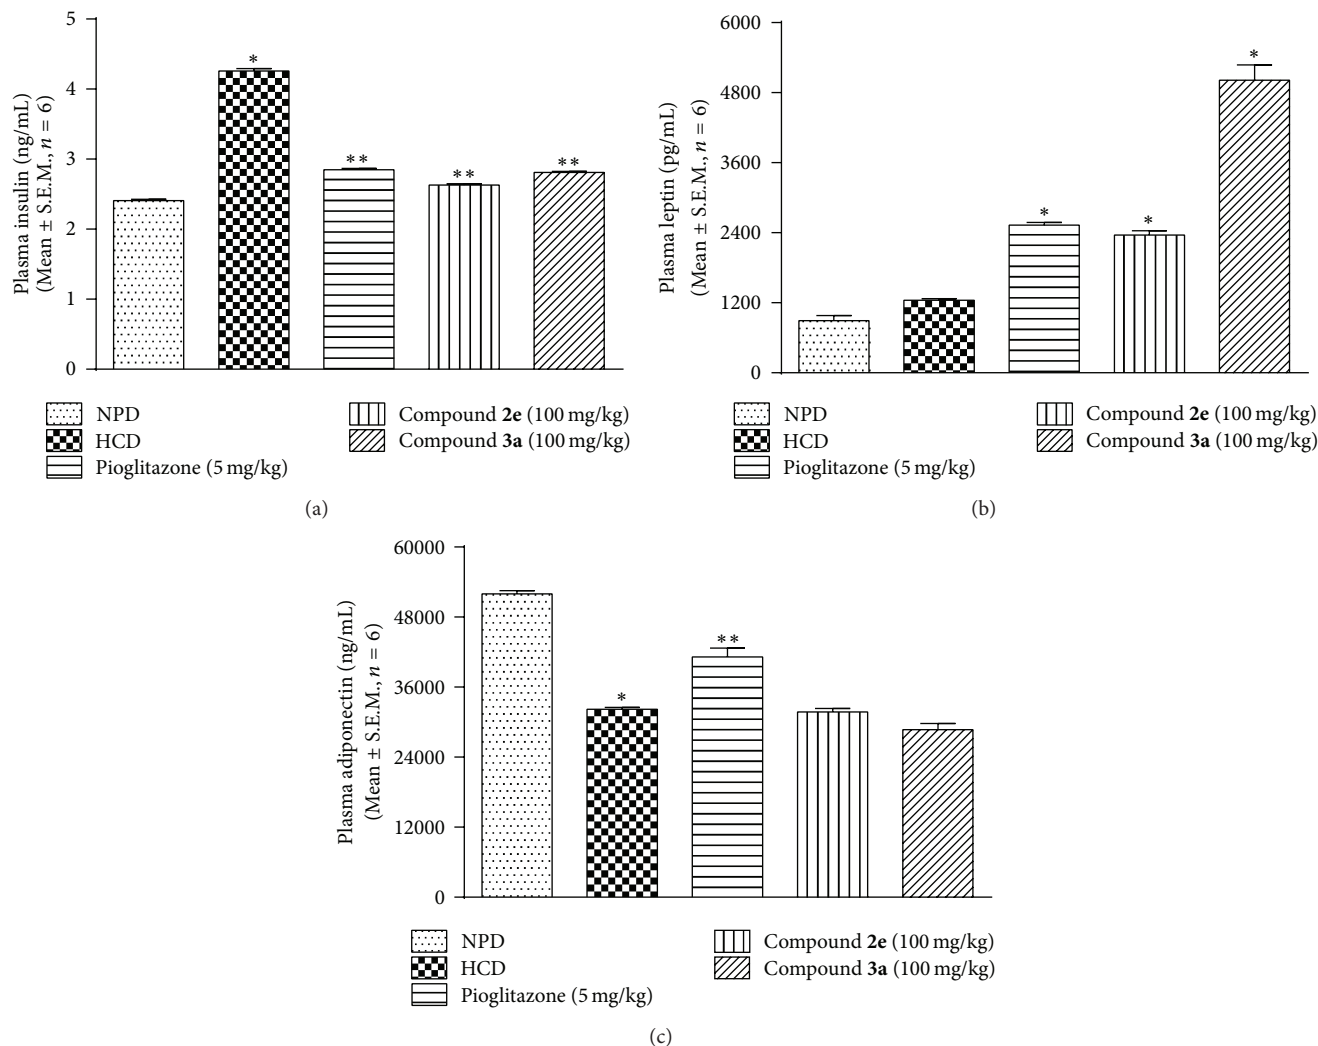 Plasma insulin (ng/mL)
(Mean ± S.E.M., n = 6)
5
4
3
2
1
0
*
**
**
**
NPD
HCD
Pioglitazone (5 mg/kg)
Compound 2e (100 mg/kg)
Compound 3a (100 mg/kg)
(a)
Plasma leptin (pg/mL)
(Mean ± S.E.M., n = 6)
6000
4800
3600
2400
1200
0
*
*
*
NPD
HCD
Pioglitazone (5 mg/kg)
Compound 2e (100 mg/kg)
Compound 3a (100 mg/kg)
(b)
Plasma adiponectin (ng/mL)
(Mean ± S.E.M., n = 6)
60000
48000
36000
24000
12000
0
*
**
NPD
HCD
Pioglitazone (5 mg/kg)
Compound 2e (100 mg/kg)
Compound 3a (100 mg/kg)
(c)